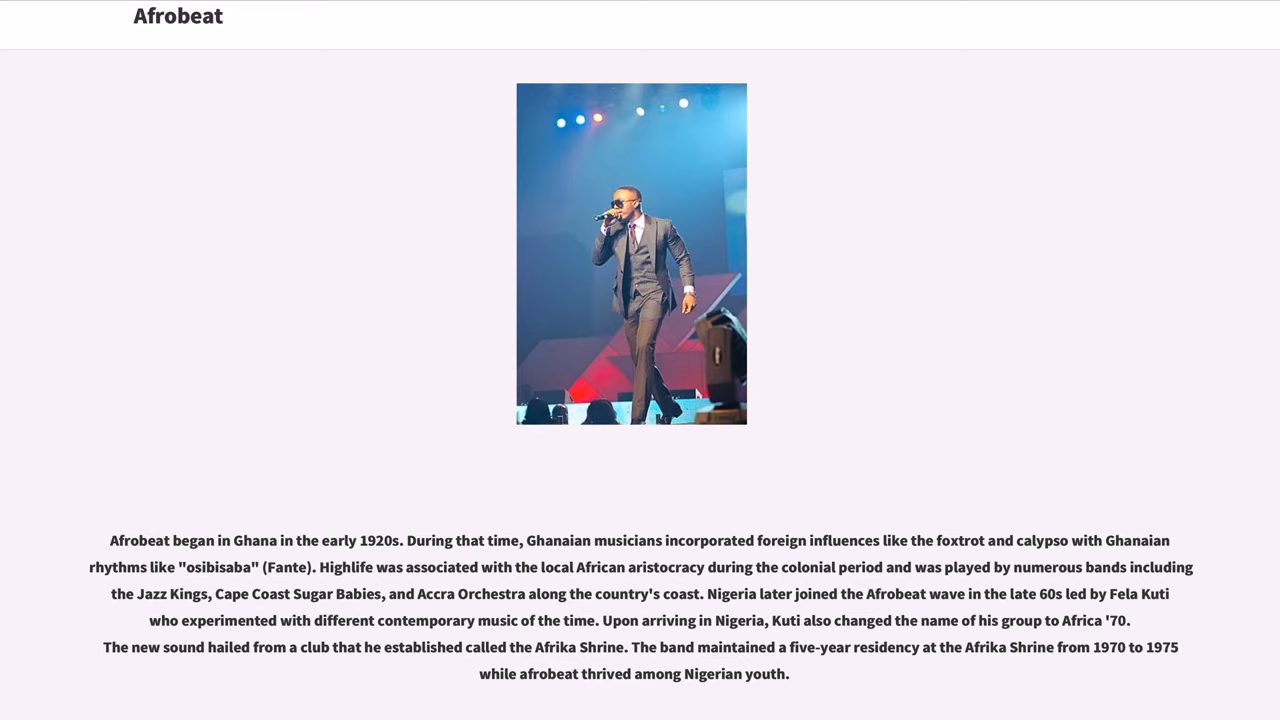 Afrobeat
Afrobeat began in Ghana in the early 1920s. During that time, Ghanaian musicians incorporated foreign influences like the foxtrot and calypso with Ghanaian
rhythms like "osibisaba" (Fante). Highlife was associated with the local African aristocracy during the colonial period and was played by numerous bands including
the Jazz Kings, Cape Coast Sugar Babies, and Accra Orchestra along the country's coast. Nigeria later joined the Afrobeat wave in the late 60s led by Fela Kuti
who experimented with different contemporary music of the time. Upon arriving in Nigeria, Kuti also changed the name of his group to Africa '70.
The new sound hailed from a club that he established called the Afrika Shrine. The band maintained a five-year residency at the Afrika Shrine from 1970 to 1975
while afrobeat thrived among Nigerian youth.